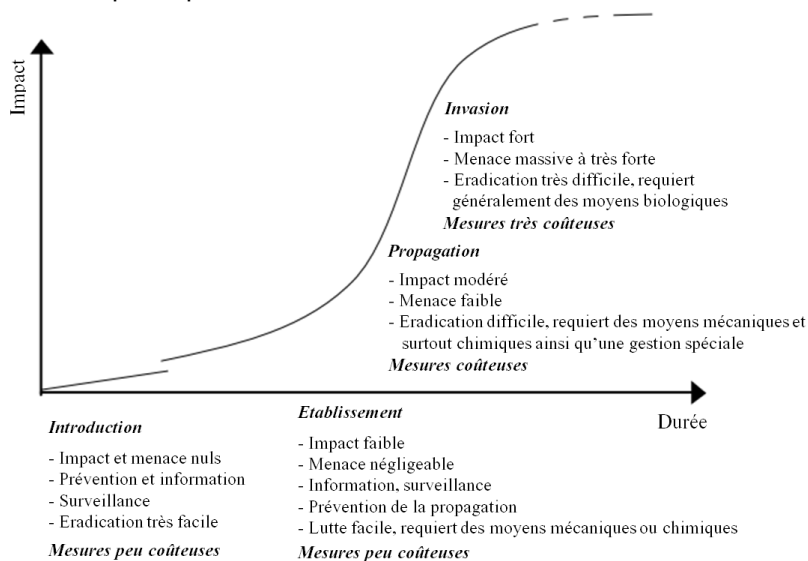 Impact
Invasion
- Impact fort
- Menace massive à très forte
- Eradication très difficile, requiert
généralement des moyens biologiques
Mesures très coûteuses
Propagation
- Impact modéré
- Menace faible
- Eradication difficile, requiert des moyens mécaniques et
surtout chimiques ainsi qu'une gestion spéciale
Mesures coûteuses
Durée
Introduction
- Impact et menace nuls
- Prévention et information
- Surveillance
- Eradication très facile
Mesures peu coûteuses
Etablissement
- Impact faible
- Menace négligeable
- Information, surveillance
- Prévention de la propagation
- Lutte facile, requiert des moyens mécaniques ou chimiques
Mesures peu coûteuses